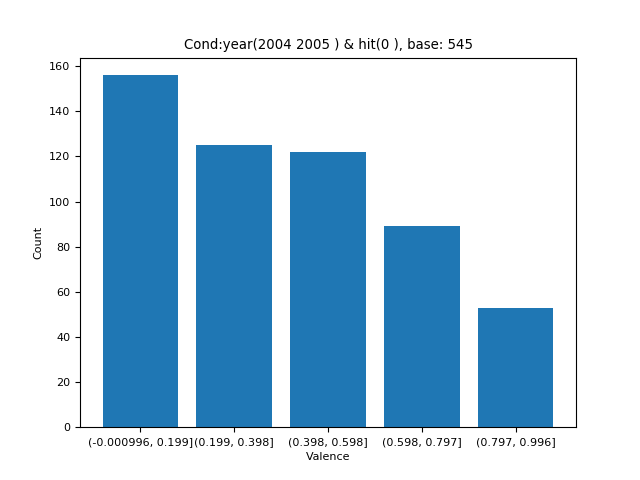 Cond:year(2004 2005 ) & hit(0 ), base: 545
160
140
120
100
80
60
40
20
0
Count
(-0.000996, 0.199] (0.199, 0.398] (0.398, 0.598] (0.598, 0.797] (0.797, 0.996]
Valence